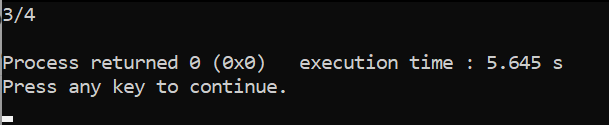 3/4
Process returned 0 (0x0)   execution time : 5.645 s
Press any key to continue.